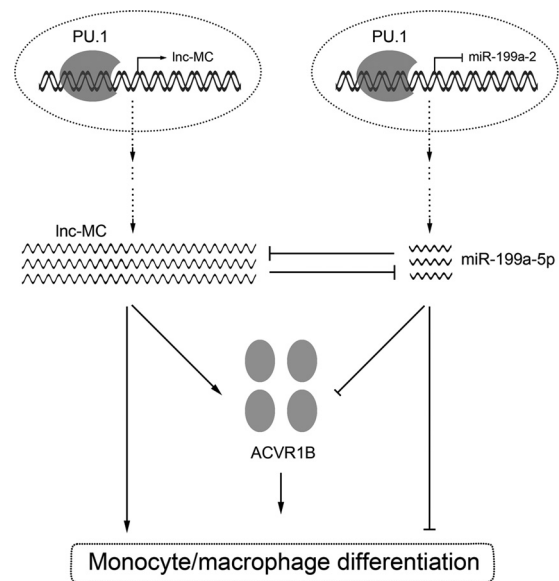 PU.1
lnc-MC
PU.1
miR-199a-2
lnc-MC
miR-199a-5p
ACVR1B
Monocyte/macrophage differentiation